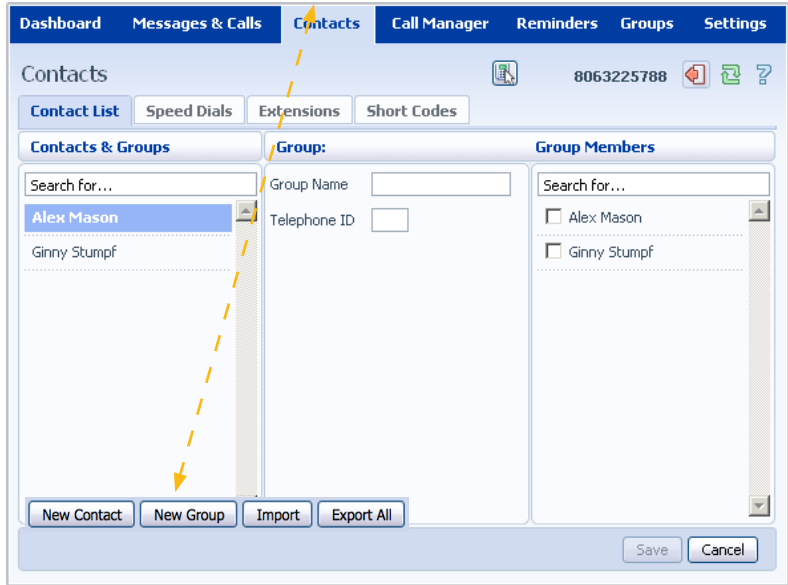 Dashboard Messages & Calls Contacts Call Manager Reminders Groups Settings
Contacts 8063225788
Contact List Speed Dials Extensions Short Codes
Contacts & Groups Group: Group Members
Search for... Group Name Search for...
Alex Mason Telephone ID Alex Mason
Ginny Stumpf Ginny Stumpf
New Contact New Group Import Export All
Save Cancel